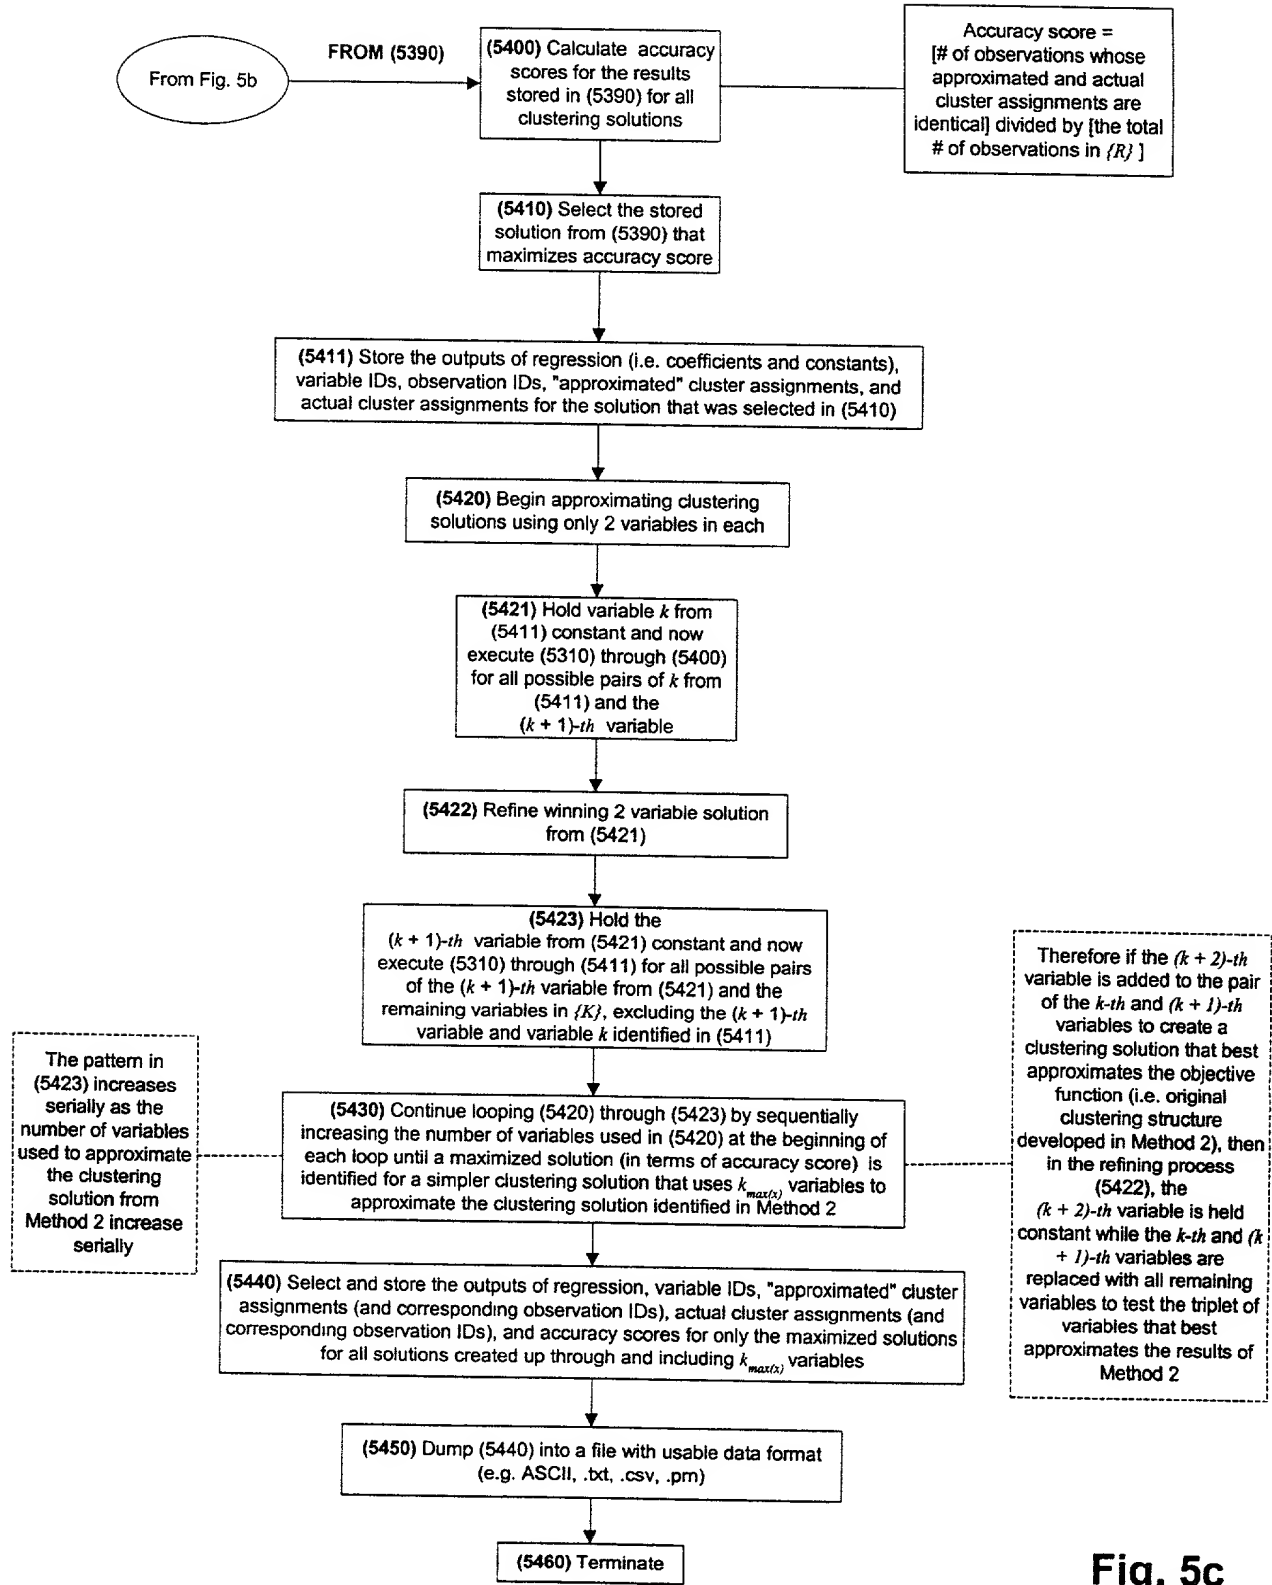 From Fig. 5b
FROM (5390)
(5400) Calculate accuracy
scores for the results
stored in (5390) for all
clustering solutions
Accuracy score =
[# of observations whose
approximated and actual
cluster assignments are
identical] divided by [the total
# of observations in {R} ]
(5410) Select the stored
solution from (5390) that
maximizes accuracy score
(5411) Store the outputs of regression (i.e. coefficients and constants),
variable IDs, observation IDs, "approximated" cluster assignments, and
actual cluster assignments for the solution that was selected in (5410)
(5420) Begin approximating clustering
solutions using only 2 variables in each
(5421) Hold variable k from
(5411) constant and now
execute (5310) through (5400)
for all possible pairs of k from
(5411) and the
(k + 1)-th variable
(5422) Refine winning 2 variable solution
from (5421)
(5423) Hold the
(k + 1)-th variable from (5421) constant and now
execute (5310) through (5411) for all possible pairs
of the (k + 1)-th variable from (5421) and the
remaining variables in {K}, excluding the (k + 1)-th
variable and variable k identified in (5411)
The pattern in
(5423) increases
serially as the
number of variables
used to approximate
the clustering
solution from
Method 2 increase
serially
(5430) Continue looping (5420) through (5423) by sequentially
increasing the number of variables used in (5420) at the beginning of
each loop until a maximized solution (in terms of accuracy score) is
identified for a simpler clustering solution that uses kmax(x) variables to
approximate the clustering solution identified in Method 2
Therefore if the (k + 2)-th
variable is added to the pair
of the k-th and (k + 1)-th
variables to create a
clustering solution that best
approximates the objective
function (i.e. original
clustering structure
developed in Method 2), then
in the refining process
(5422), the
(k + 2)-th variable is held
constant while the k-th and (k
+ 1)-th variables are
replaced with all remaining
variables to test the triplet of
variables that best
approximates the results of
Method 2
(5440) Select and store the outputs of regression, variable IDs, "approximated" cluster
assignments (and corresponding observation IDs), actual cluster assignments (and
corresponding observation IDs), and accuracy scores for only the maximized solutions
for all solutions created up through and including kmax(x) variables
(5450) Dump (5440) into a file with usable data format
(e.g. ASCII, .txt, .csv, .prn)
(5460) Terminate
Fig. 5c